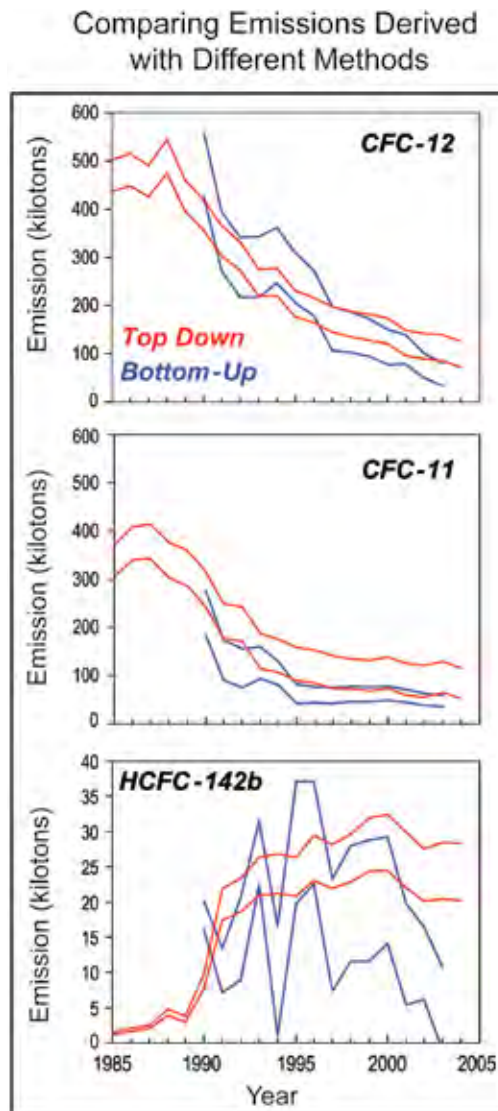 Comparing Emissions Derived
with Different Methods
Emission (kilotons)
600
500
400
300
200
100
0
CFC-12
Top Down
Bottom-Up
Emission (kilotons)
600
500
400
300
200
100
0
CFC-11
Emission (kilotons)
40
35
30
25
20
15
10
5
0
HCFC-142b
1985 1990 1995 2000 2005
Year